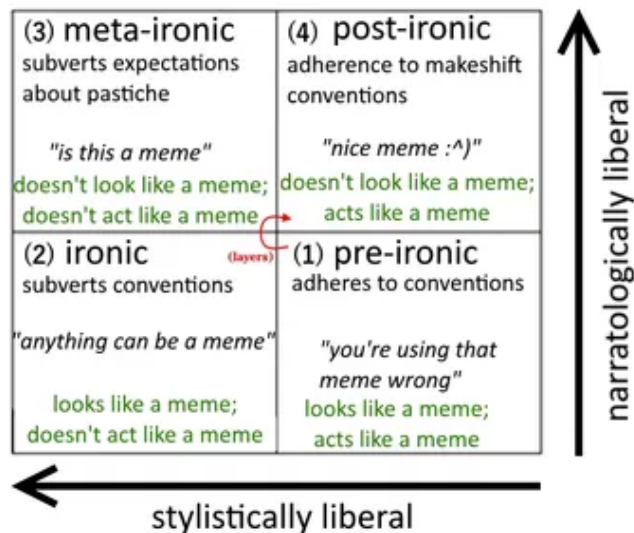 (3) meta-ironic
subverts expectations
about pastiche
"is this a meme"
doesn't look like a meme;
doesn't act like a meme
(4) post-ironic
adherence to makeshift
conventions
"nice meme :^)"
doesn't look like a meme;
acts like a meme
(layers)
(2) ironic
subverts conventions
"anything can be a meme"
looks like a meme;
doesn't act like a meme
(1) pre-ironic
adheres to conventions
"you're using that
meme wrong"
looks like a meme;
acts like a meme
narratologically liberal
stylistically liberal